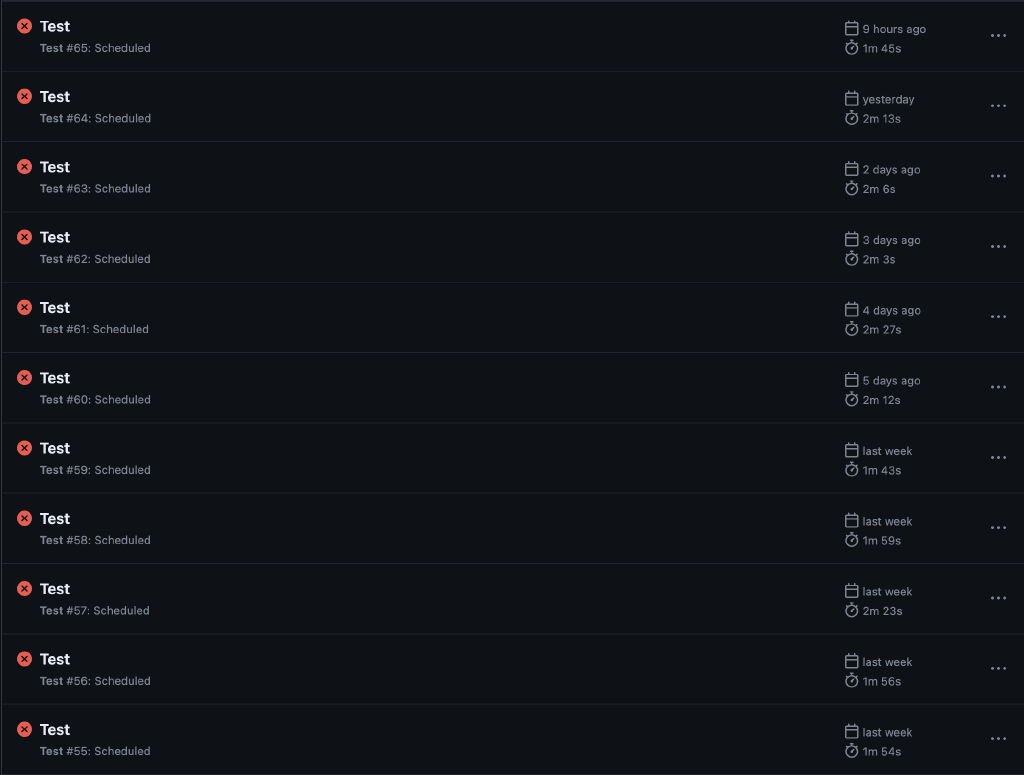 Test
9 hours ago
Test #65: Scheduled
1m 45s
Test
yesterday
Test #64: Scheduled
2m 13s
Test
2 days ago
Test #63: Scheduled
2m 6s
Test
3 days ago
Test #62: Scheduled
2m 3s
Test
4 days ago
Test #61: Scheduled
2m 27s
Test
5 days ago
Test #60: Scheduled
2m 12s
Test
last week
Test #59: Scheduled
1m 43s
Test
last week
Test #58: Scheduled
1m 59s
Test
last week
Test #57: Scheduled
2m 23s
Test
last week
Test #56: Scheduled
1m 56s
Test
last week
Test #55: Scheduled
1m 54s